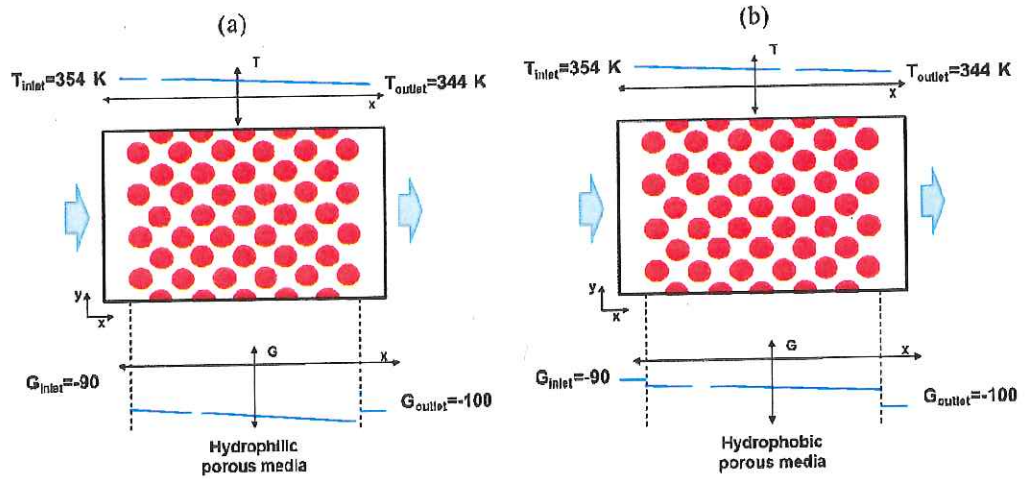 (a)
T
Tinlet=354 K
Toutlet=344 K
x
y
x
G
x
Ginlet=-90
Goutlet=-100
Hydrophilic
porous media
(b)
T
Tinlet=354 K
Toutlet=344 K
x
y
x
G
x
Ginlet=-90
Goutlet=-100
Hydrophobic
porous media